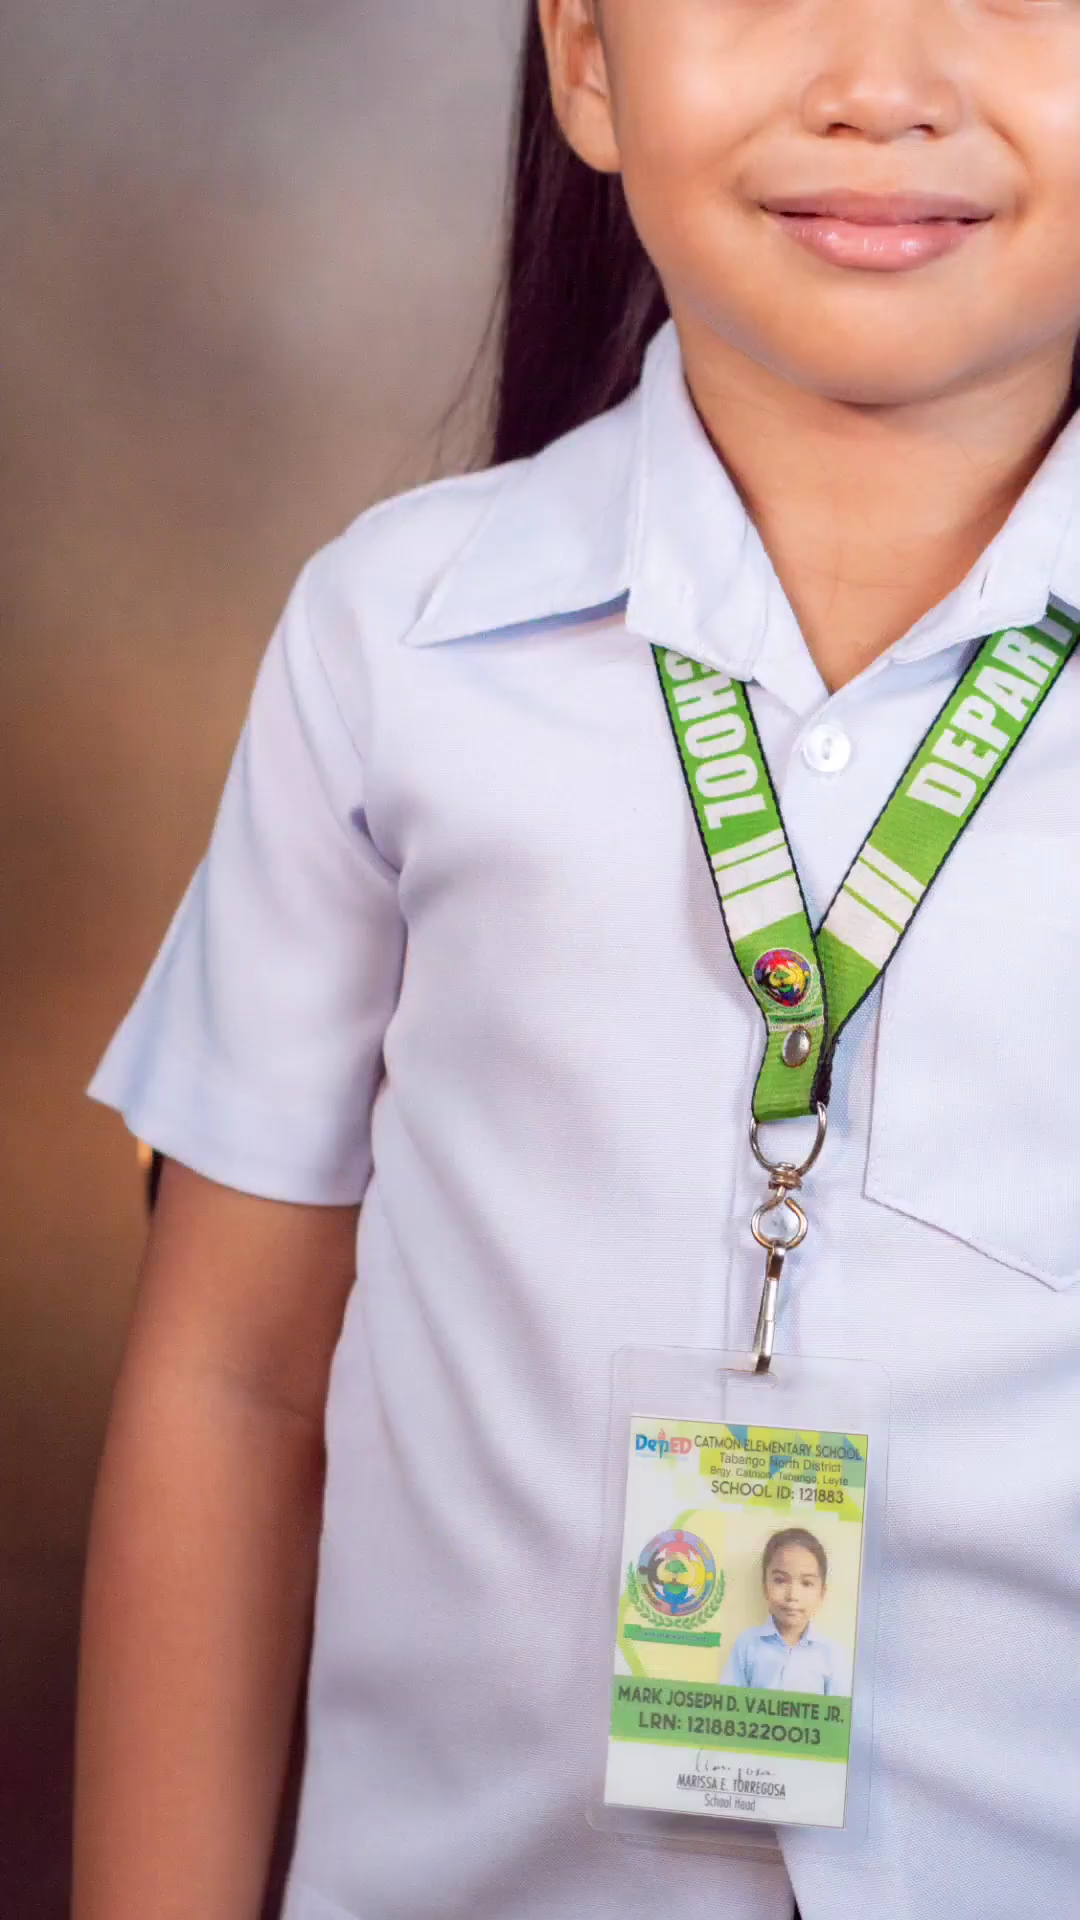 CHOOL
DEPART
DepED
CATMON ELEMENTARY SCHOOL
Tabango North District
Brgy. Catmon, Tabango, Leyte
SCHOOL ID: 121883
MARK JOSEPH D. VALIENTE JR.
LRN: 121883220013
MARISSA E. TORREGOSA
School Head